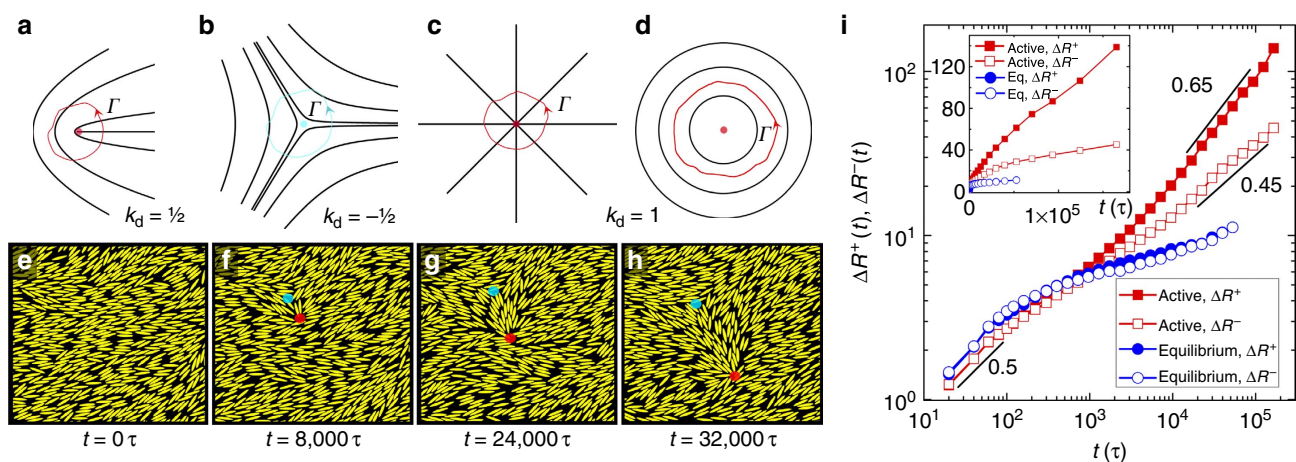 a
b
c
d
Γ
Γ
Γ
Γ
k_d = ½
k_d = −½
k_d = 1
e
f
g
h
t = 0 τ
t = 8,000 τ
t = 24,000 τ
t = 32,000 τ
i
ΔR⁺(t), ΔR⁻(t)
10²
10¹
10⁰
10¹
10²
10³
10⁴
10⁵
t (τ)
0.65
0.45
0.5
Active, ΔR⁺
Active, ΔR⁻
Eq, ΔR⁺
Eq, ΔR⁻
120
80
40
0
0
1×10⁵
t (τ)
Active, ΔR⁺
Active, ΔR⁻
Equilibrium, ΔR⁺
Equilibrium, ΔR⁻